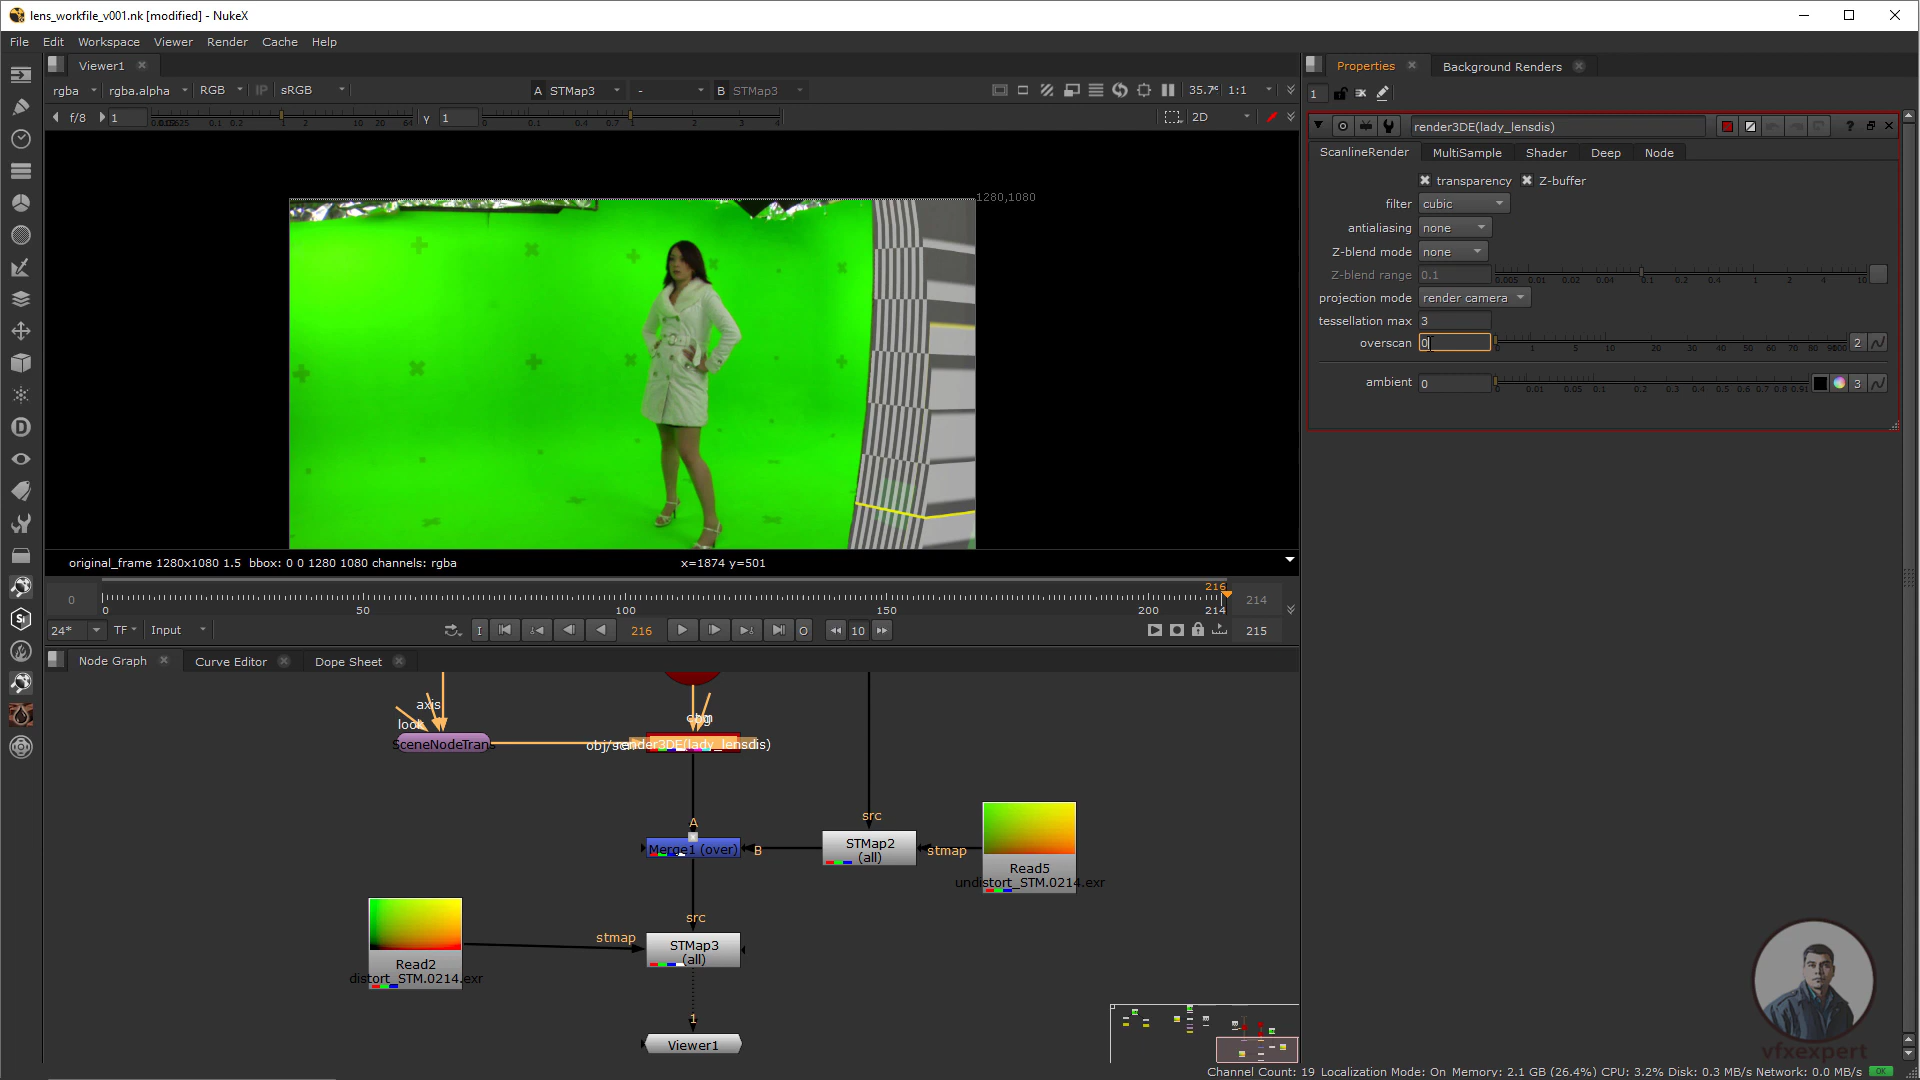 lens_workfile_v001.nk [modified] - NukeX
File Edit Workspace Viewer Render Cache Help
Viewer1
rgba rgba.alpha RGB IP sRGB A STMap3 - B STMap3 35.7 1:1
f/8 1 y 1 2D
1280,1080
original_frame 1280x1080 1.5 bbox: 0 0 1280 1080 channels: rgba x=1874 y=501
0 0 50 100 150 200 214 216 214
24* TF Input I 216 O 10 215
Node Graph Curve Editor Dope Sheet
axis
look
SceneNodeTrans
render3DE(lady_lensdis)
A
Merge1 (over)
B
src
STMap2
(all)
stmap
Read5
undistort_STM.0214.exr
src
stmap
STMap3
(all)
Read2
distort_STM.0214.exr
1
Viewer1
Properties Background Renders
1
render3DE(lady_lensdis)
ScanlineRender MultiSample Shader Deep Node
transparency Z-buffer
filter cubic
antialiasing none
Z-blend mode none
Z-blend range 0.1
projection mode render camera
tessellation max 3
overscan 0 2
ambient 0 3
vfxexpert
Channel Count: 19 Localization Mode: On Memory: 2.1 GB (26.4%) CPU: 3.2% Disk: 0.3 MB/s Network: 0.0 MB/s OK